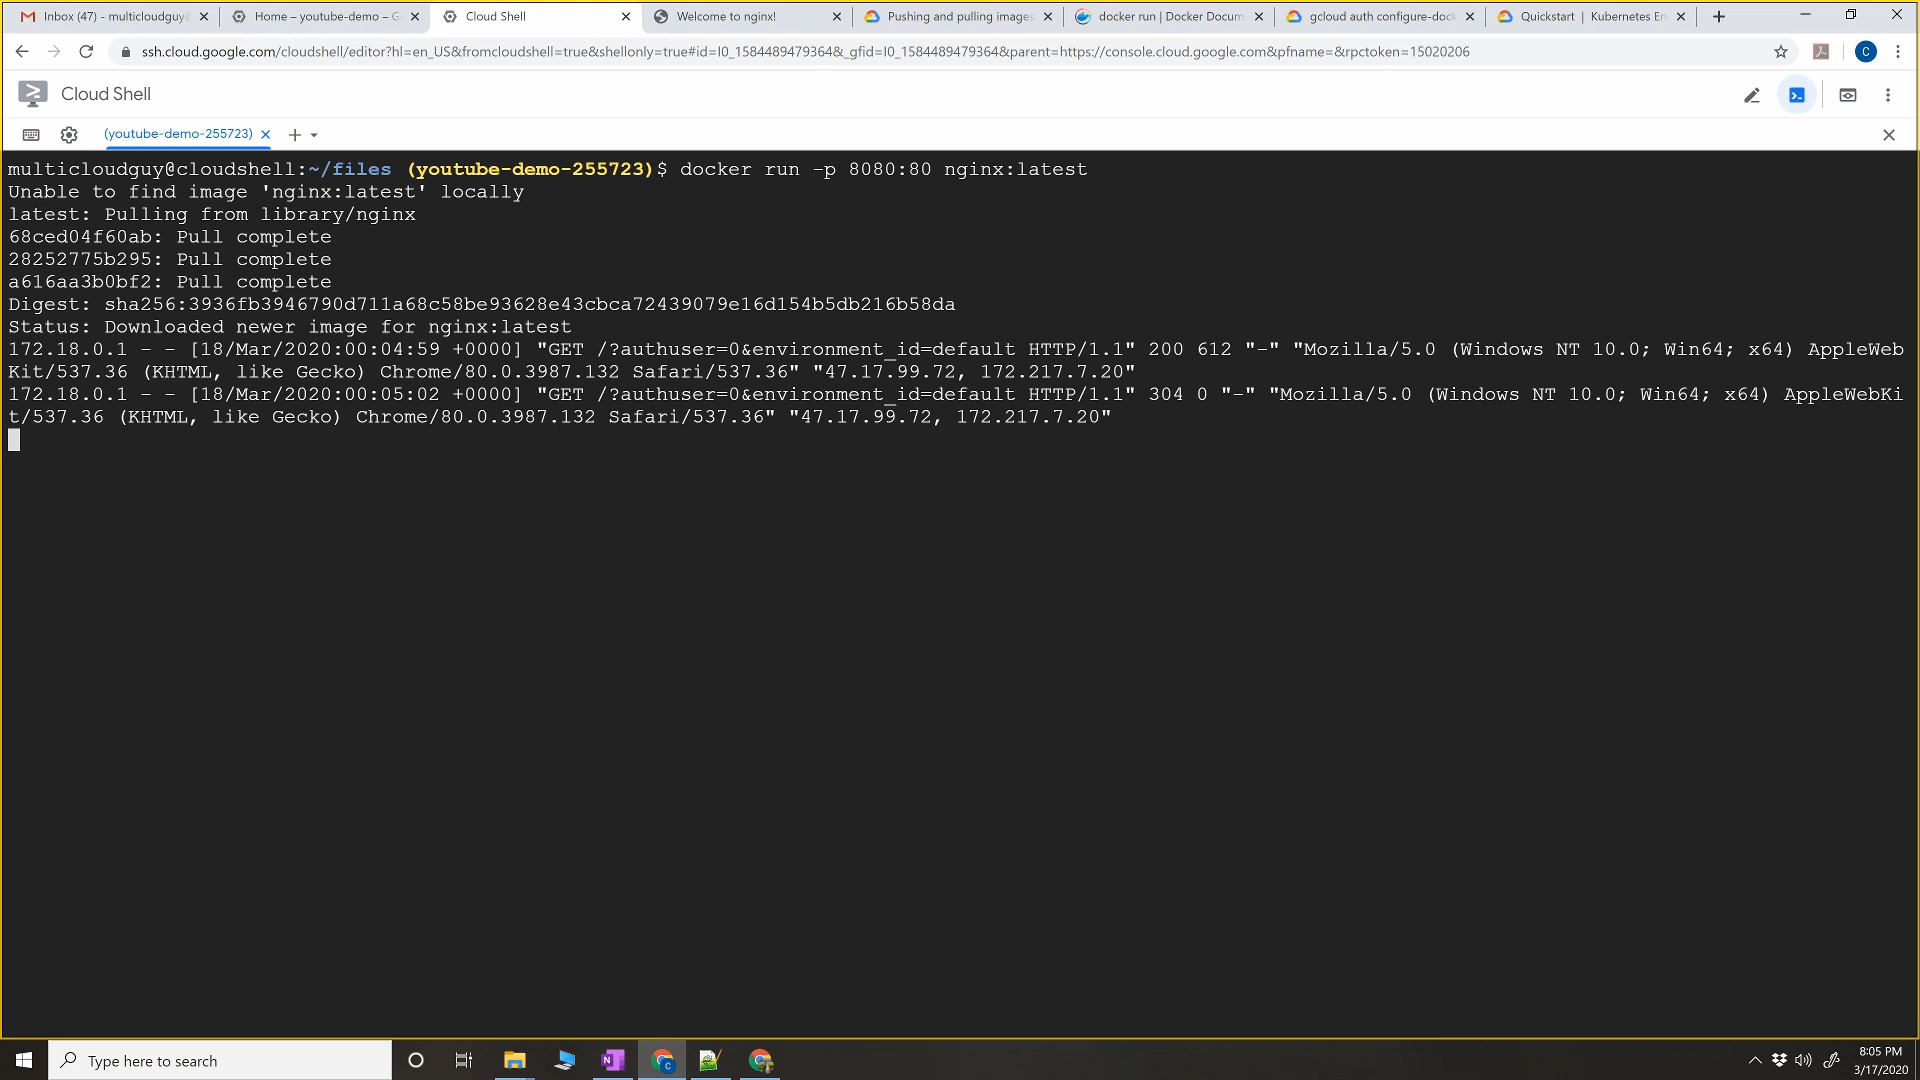 Inbox (47) - multicloudguy
Home – youtube-demo – G
Cloud Shell
Welcome to nginx!
Pushing and pulling images
docker run | Docker Docum
gcloud auth configure-dock
Quickstart | Kubernetes En
ssh.cloud.google.com/cloudshell/editor?hl=en_US&fromcloudshell=true&shellonly=true#id=I0_1584489479364&_gfid=I0_1584489479364&parent=https://console.cloud.google.com&pfname=&rpctoken=15020206
C
Cloud Shell
(youtube-demo-255723)
multicloudguy@cloudshell:~/files (youtube-demo-255723)$ docker run -p 8080:80 nginx:latest
Unable to find image 'nginx:latest' locally
latest: Pulling from library/nginx
68ced04f60ab: Pull complete
28252775b295: Pull complete
a616aa3b0bf2: Pull complete
Digest: sha256:3936fb3946790d711a68c58be93628e43cbca72439079e16d154b5db216b58da
Status: Downloaded newer image for nginx:latest
172.18.0.1 - - [18/Mar/2020:00:04:59 +0000] "GET /?authuser=0&environment_id=default HTTP/1.1" 200 612 "-" "Mozilla/5.0 (Windows NT 10.0; Win64; x64) AppleWeb
Kit/537.36 (KHTML, like Gecko) Chrome/80.0.3987.132 Safari/537.36" "47.17.99.72, 172.217.7.20"
172.18.0.1 - - [18/Mar/2020:00:05:02 +0000] "GET /?authuser=0&environment_id=default HTTP/1.1" 304 0 "-" "Mozilla/5.0 (Windows NT 10.0; Win64; x64) AppleWebKi
t/537.36 (KHTML, like Gecko) Chrome/80.0.3987.132 Safari/537.36" "47.17.99.72, 172.217.7.20"
Type here to search
8:05 PM
3/17/2020